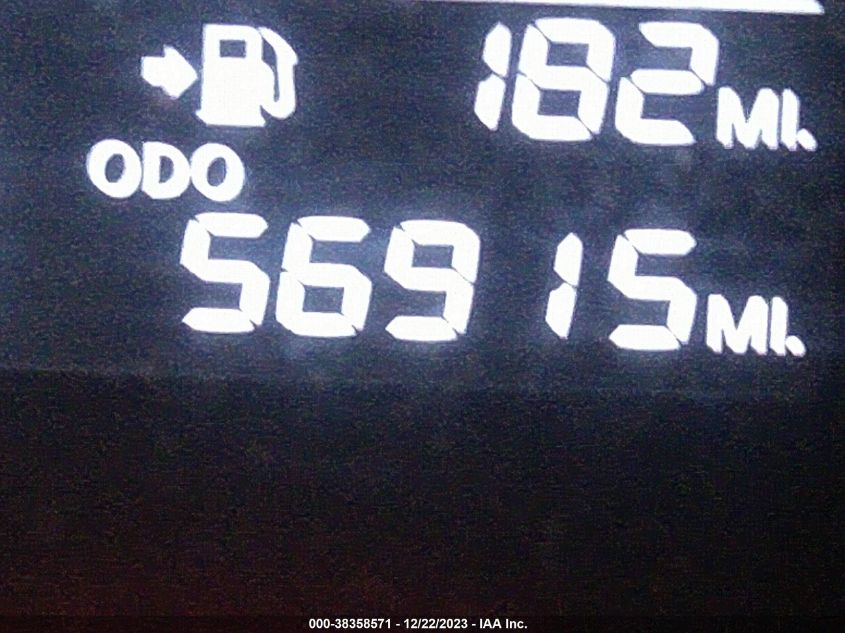 182 MI.
ODO
56915 MI.
000-38358571 - 12/22/2023 - IAA Inc.